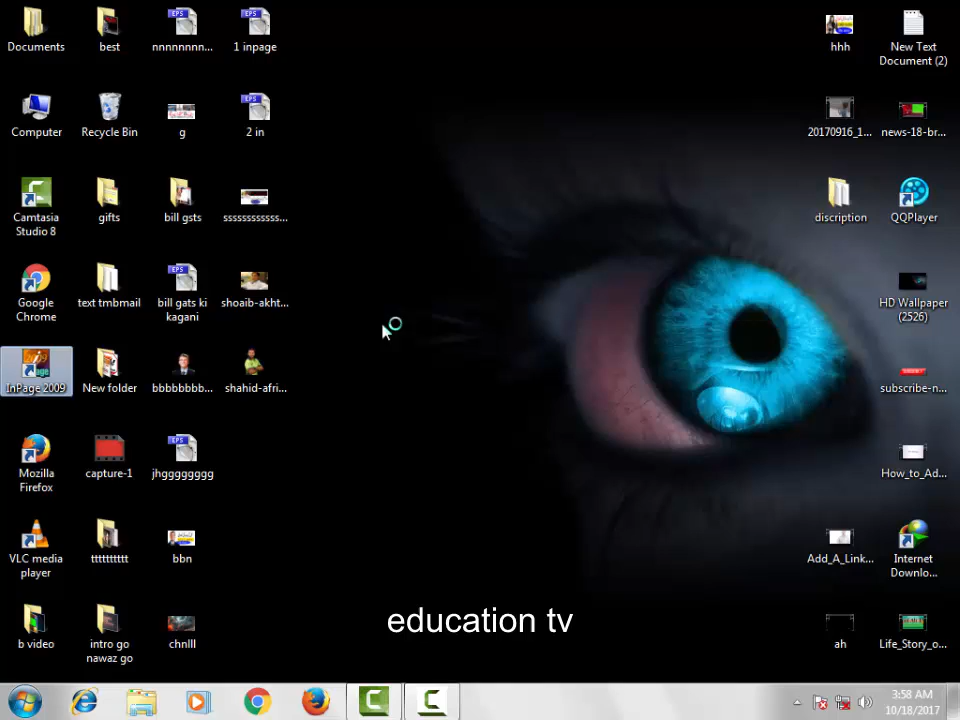 Documents
best
nnnnnnnn...
1 inpage
hhh
New Text
Document (2)
Computer
Recycle Bin
g
2 in
20170916_1...
news-18-br...
Camtasia
Studio 8
gifts
bill gsts
ssssssssssss...
discription
QQPlayer
Google
Chrome
text tmbmail
bill gats ki
kagani
shoaib-akht...
HD Wallpaper
(2526)
InPage 2009
New folder
bbbbbbbb...
shahid-afri...
subscribe-n...
Mozilla
Firefox
capture-1
jhggggggg
How_to_Ad...
VLC media
player
tttttttttt
bbn
Add_A_Link...
Internet
Downlo...
b video
intro go
nawaz go
chnlll
education tv
ah
Life_Story_o...
3:58 AM
10/18/2017